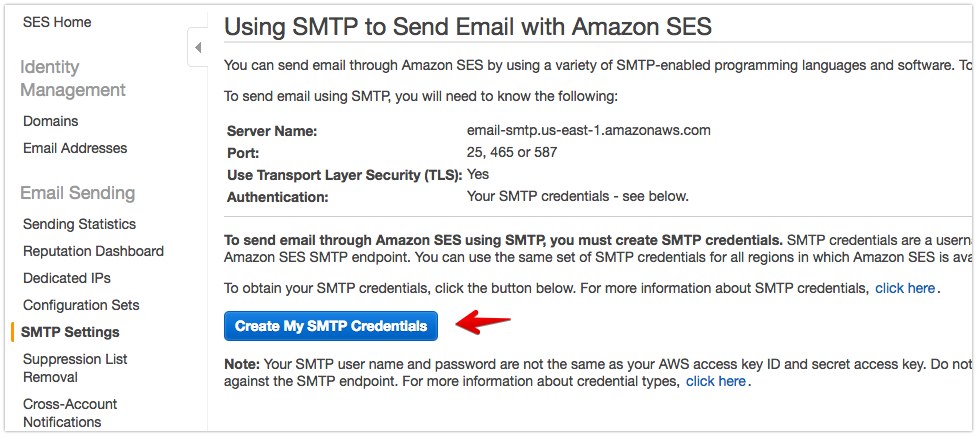 SES Home
Identity
Management
Domains
Email Addresses
Email Sending
Sending Statistics
Reputation Dashboard
Dedicated IPs
Configuration Sets
SMTP Settings
Suppression List
Removal
Cross-Account
Notifications
Using SMTP to Send Email with Amazon SES
You can send email through Amazon SES by using a variety of SMTP-enabled programming languages and software. To
To send email using SMTP, you will need to know the following:
Server Name: email-smtp.us-east-1.amazonaws.com
Port: 25, 465 or 587
Use Transport Layer Security (TLS): Yes
Authentication: Your SMTP credentials - see below.
To send email through Amazon SES using SMTP, you must create SMTP credentials. SMTP credentials are a
Amazon SES SMTP endpoint. You can use the same set of SMTP credentials for all regions in which Amazon SES is
To obtain your SMTP credentials, click the button below. For more information about SMTP credentials, click here.
Create My SMTP Credentials
Note: Your SMTP user name and password are not the same as your AWS access key ID and secret access key. Do not
against the SMTP endpoint. For more information about credential types, click here.